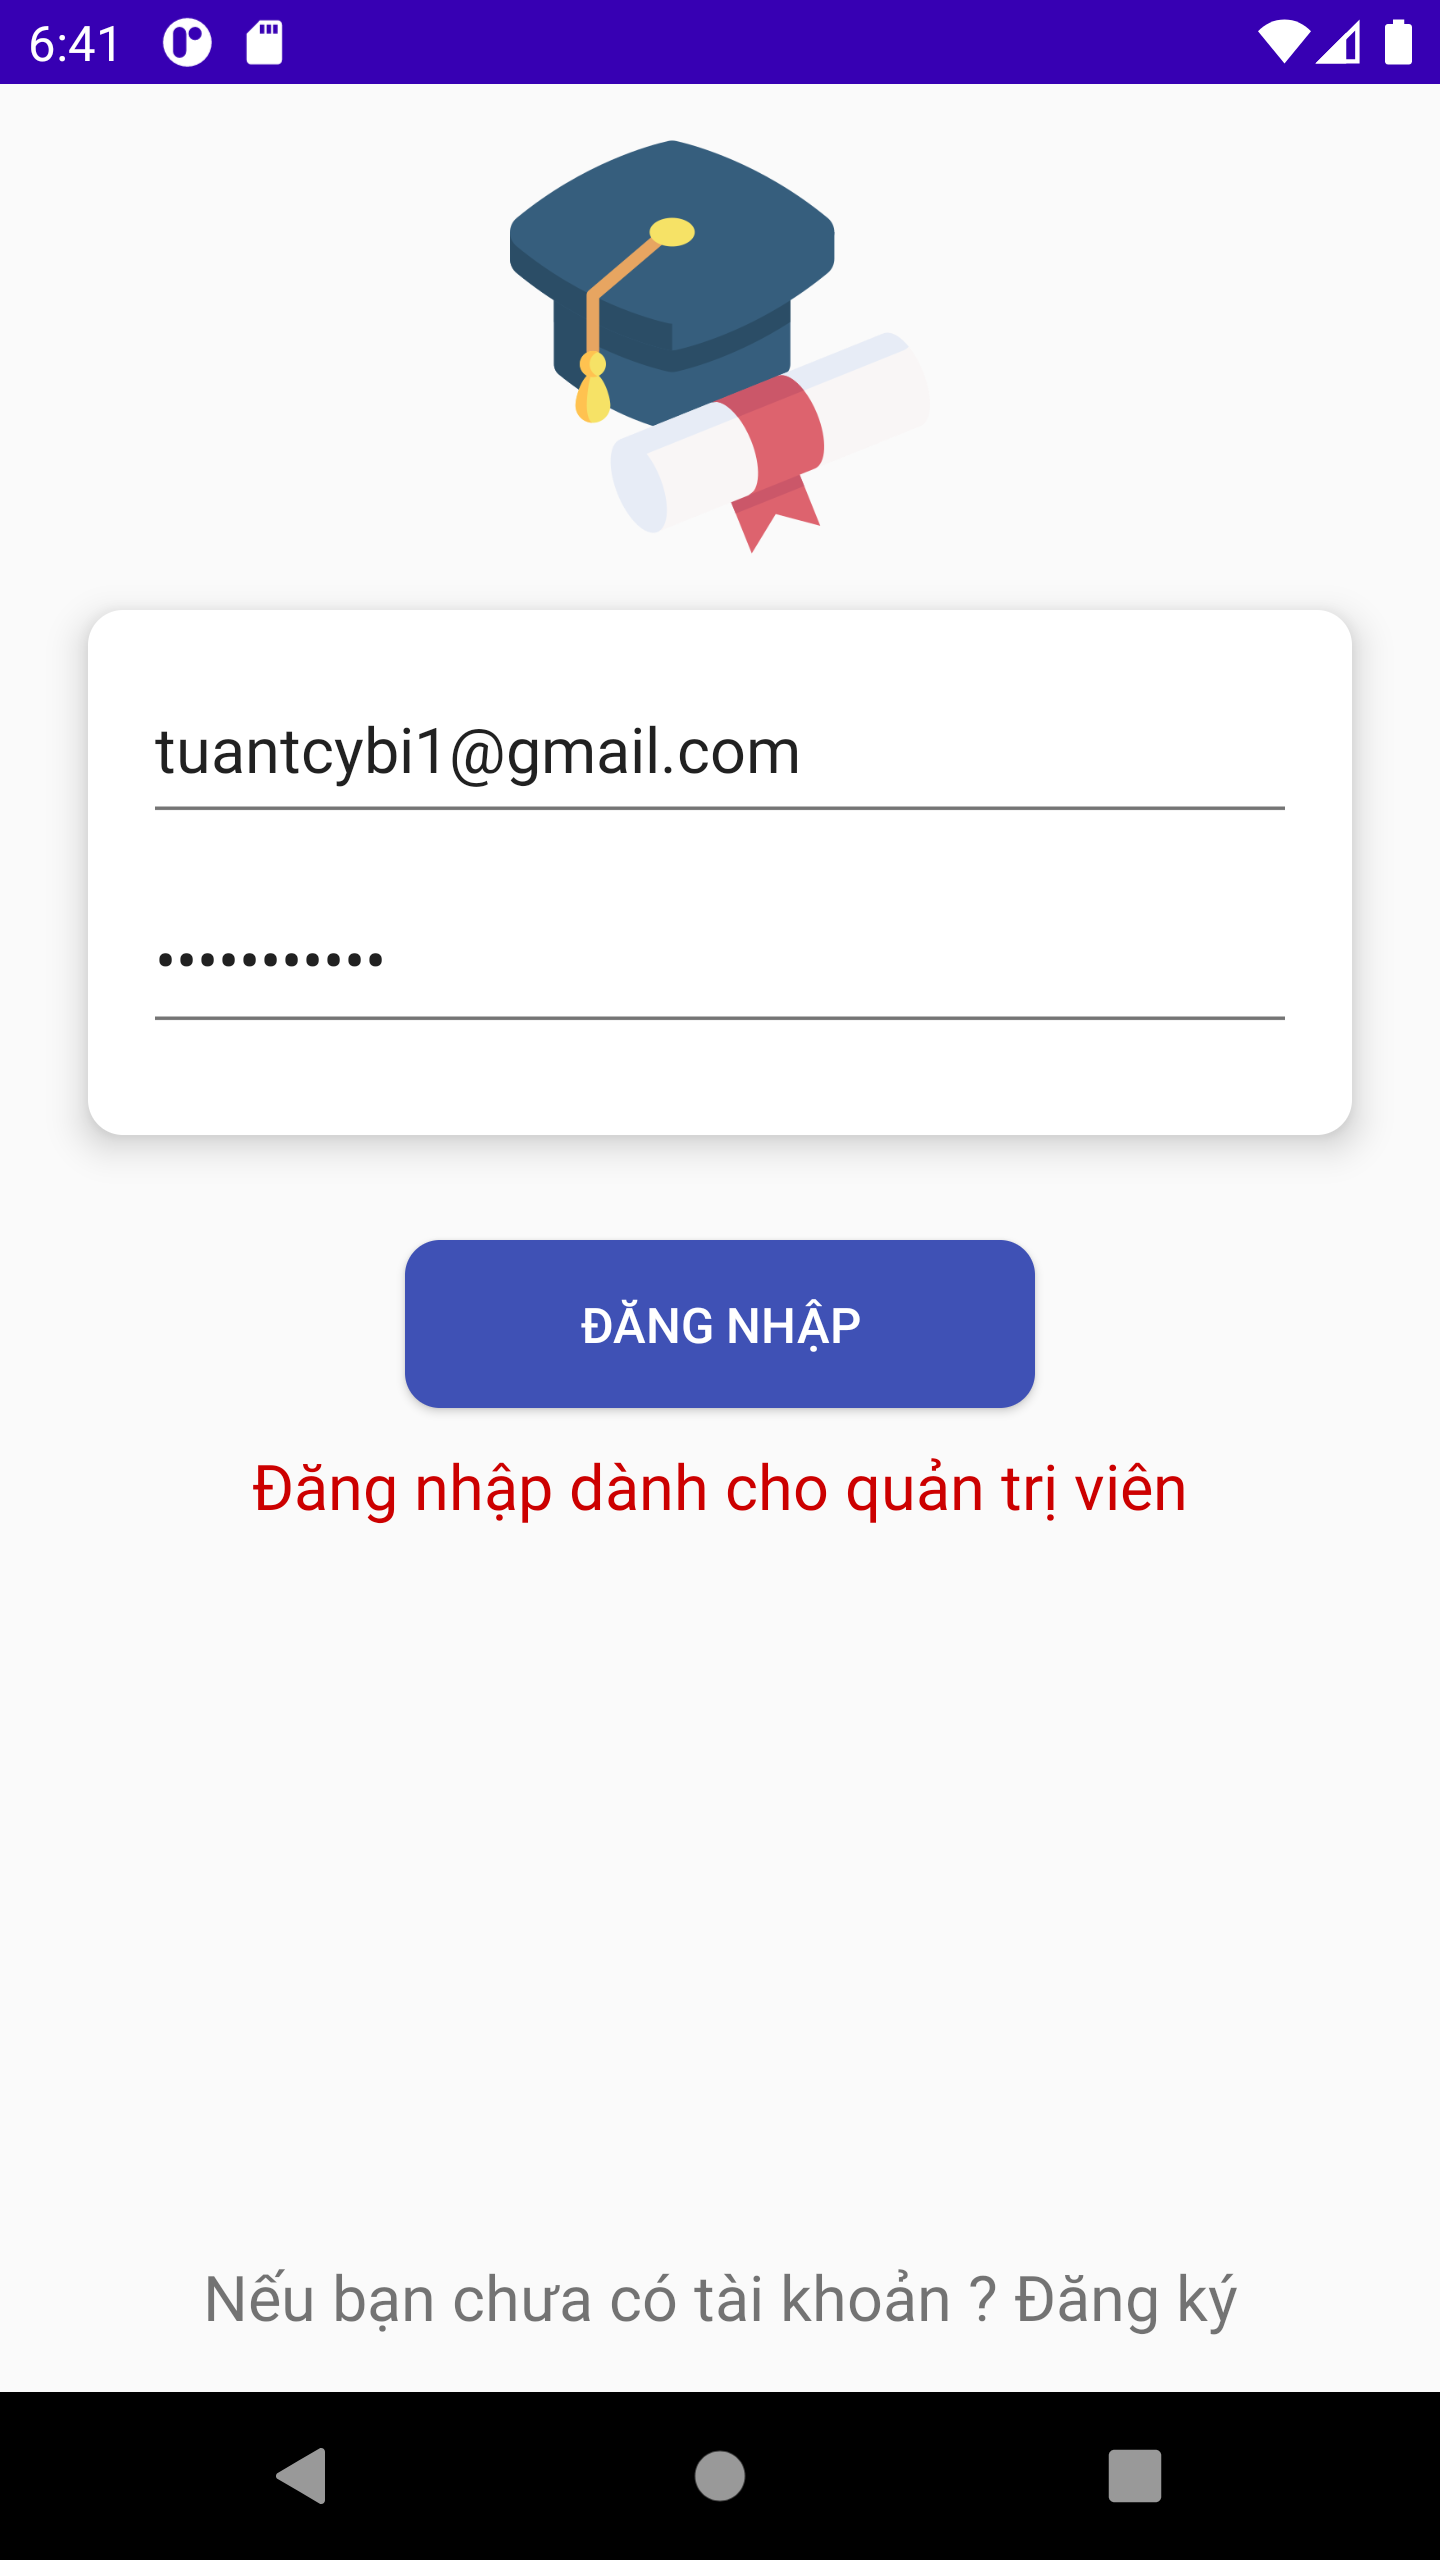 6:41
tuantcybi1@gmail.com
•••••••••••
ĐĂNG NHẬP
Đăng nhập dành cho quản trị viên
Nếu bạn chưa có tài khoản ? Đăng ký